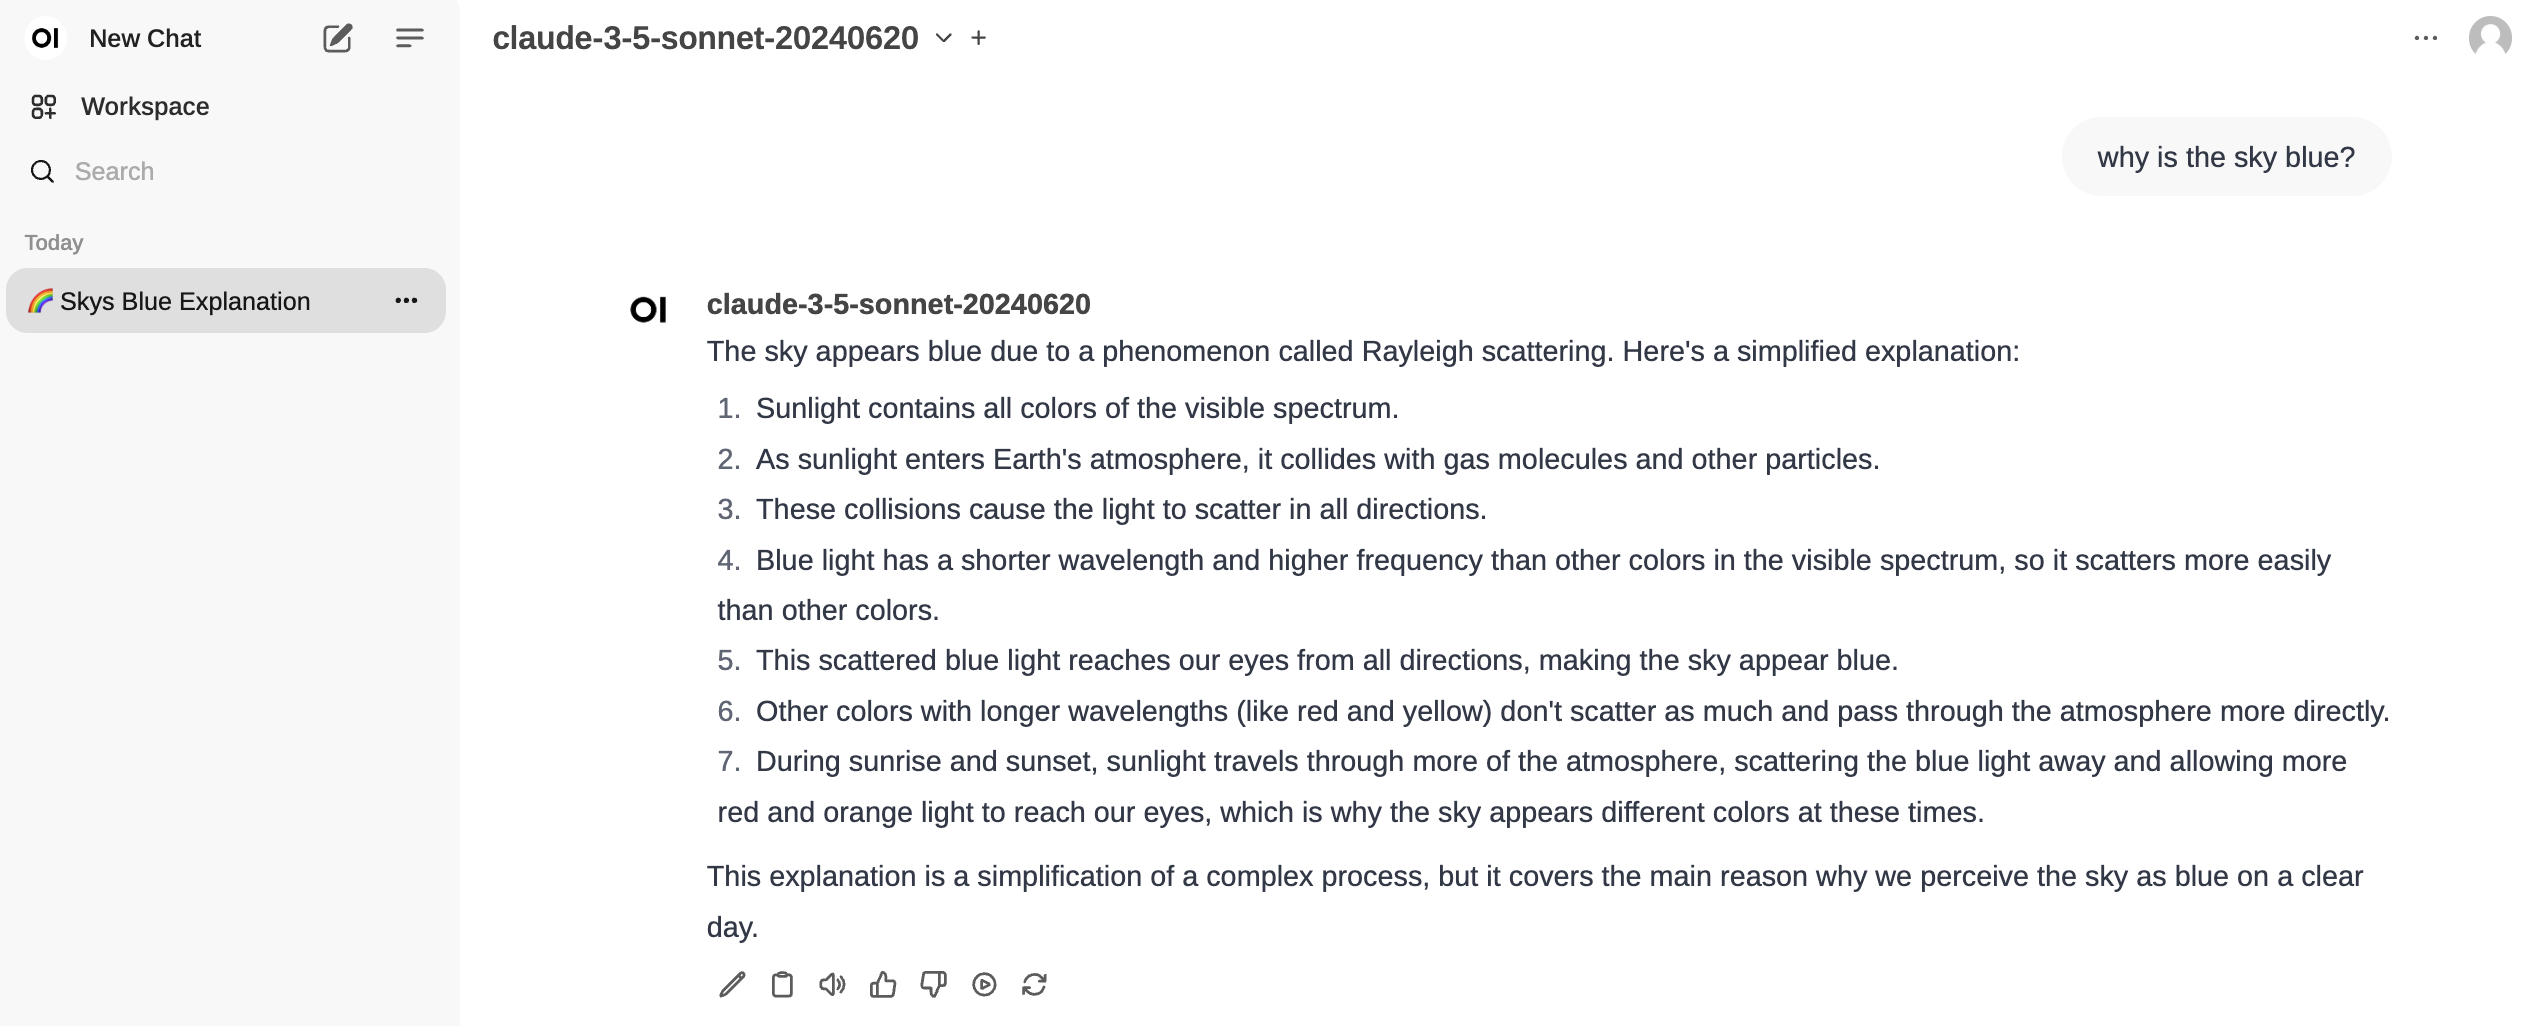 OI New Chat
claude-3-5-sonnet-20240620
Workspace
Search
Today
Skys Blue Explanation
why is the sky blue?
OI claude-3-5-sonnet-20240620
The sky appears blue due to a phenomenon called Rayleigh scattering. Here's a simplified explanation:
1. Sunlight contains all colors of the visible spectrum.
2. As sunlight enters Earth's atmosphere, it collides with gas molecules and other particles.
3. These collisions cause the light to scatter in all directions.
4. Blue light has a shorter wavelength and higher frequency than other colors in the visible spectrum, so it scatters more easily
than other colors.
5. This scattered blue light reaches our eyes from all directions, making the sky appear blue.
6. Other colors with longer wavelengths (like red and yellow) don't scatter as much and pass through the atmosphere more directly.
7. During sunrise and sunset, sunlight travels through more of the atmosphere, scattering the blue light away and allowing more
red and orange light to reach our eyes, which is why the sky appears different colors at these times.
This explanation is a simplification of a complex process, but it covers the main reason why we perceive the sky as blue on a clear
day.